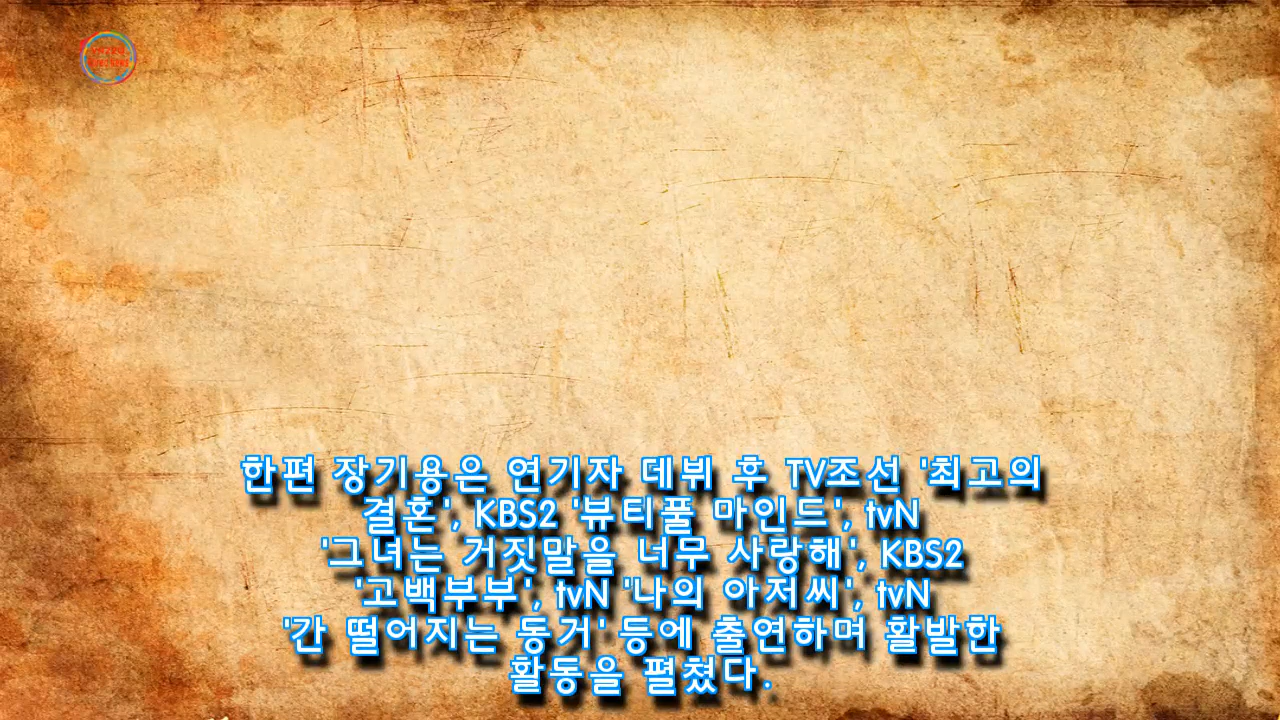 한편 장기용은 연기자 데뷔 후 TV조선 '최고의
결혼', KBS2 '뷰티풀 마인드', tvN
'그녀는 거짓말을 너무 사랑해', KBS2
'고백부부', tvN '나의 아저씨', tvN
'간 떨어지는 동거' 등에 출연하며 활발한
활동을 펼쳤다.